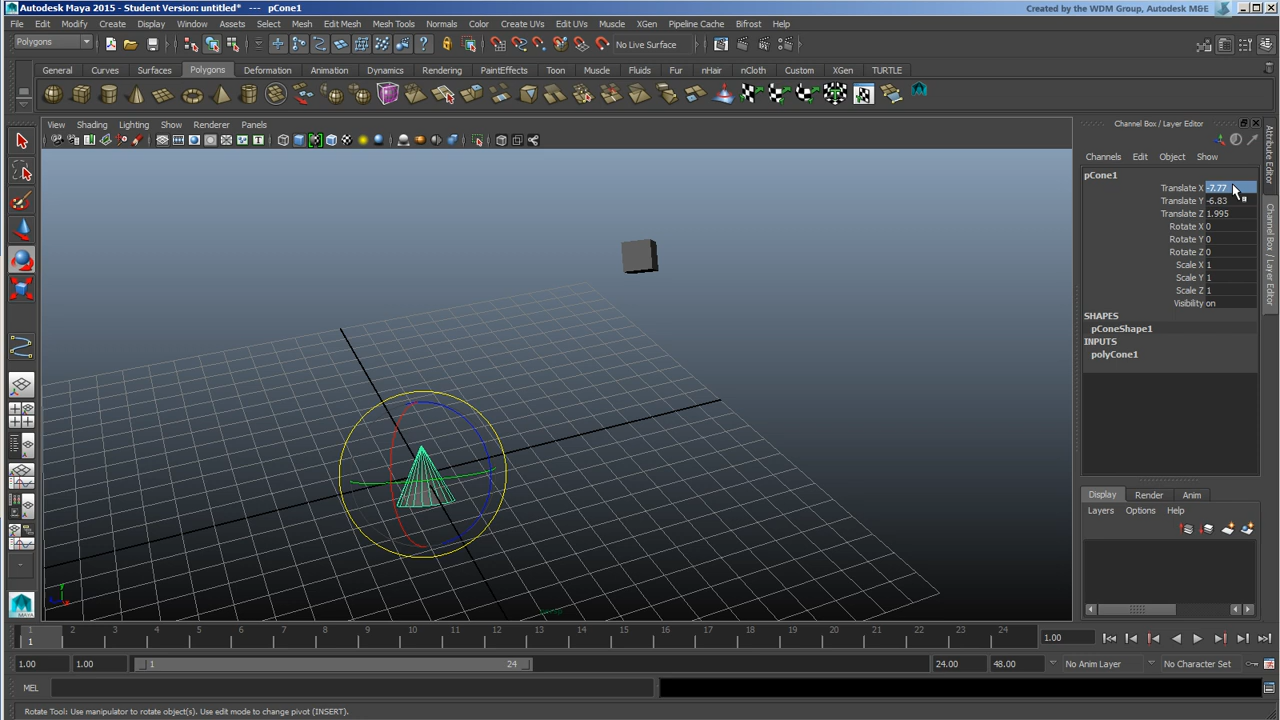 Autodesk Maya 2015 - Student Version: untitled*   ---   pCone1
Created by the WDM Group, Autodesk M&E
File Edit Modify Create Display Window Assets Select Mesh Edit Mesh Mesh Tools Normals Color Create UVs Edit UVs Muscle XGen Pipeline Cache Bifrost Help
Polygons
No Live Surface
General Curves Surfaces Polygons Deformation Animation Dynamics Rendering PaintEffects Toon Muscle Fluids Fur nHair nCloth Custom XGen TURTLE
View Shading Lighting Show Renderer Panels
Channel Box / Layer Editor
Channels Edit Object Show
pCone1
Translate X -7.77
Translate Y -6.83
Translate Z 1.995
Rotate X 0
Rotate Y 0
Rotate Z 0
Scale X 1
Scale Y 1
Scale Z 1
Visibility on
SHAPES
pConeShape1
INPUTS
polyCone1
Attribute Editor
Channel Box / Layer Editor
Display Render Anim
Layers Options Help
MAYA
1 2 3 4 5 6 7 8 9 10 11 12 13 14 15 16 17 18 19 20 21 22 23 24
1
1.00
1.00 1.00 1 24 24.00 48.00 No Anim Layer No Character Set
MEL
Rotate Tool: Use manipulator to rotate object(s). Use edit mode to change pivot (INSERT).